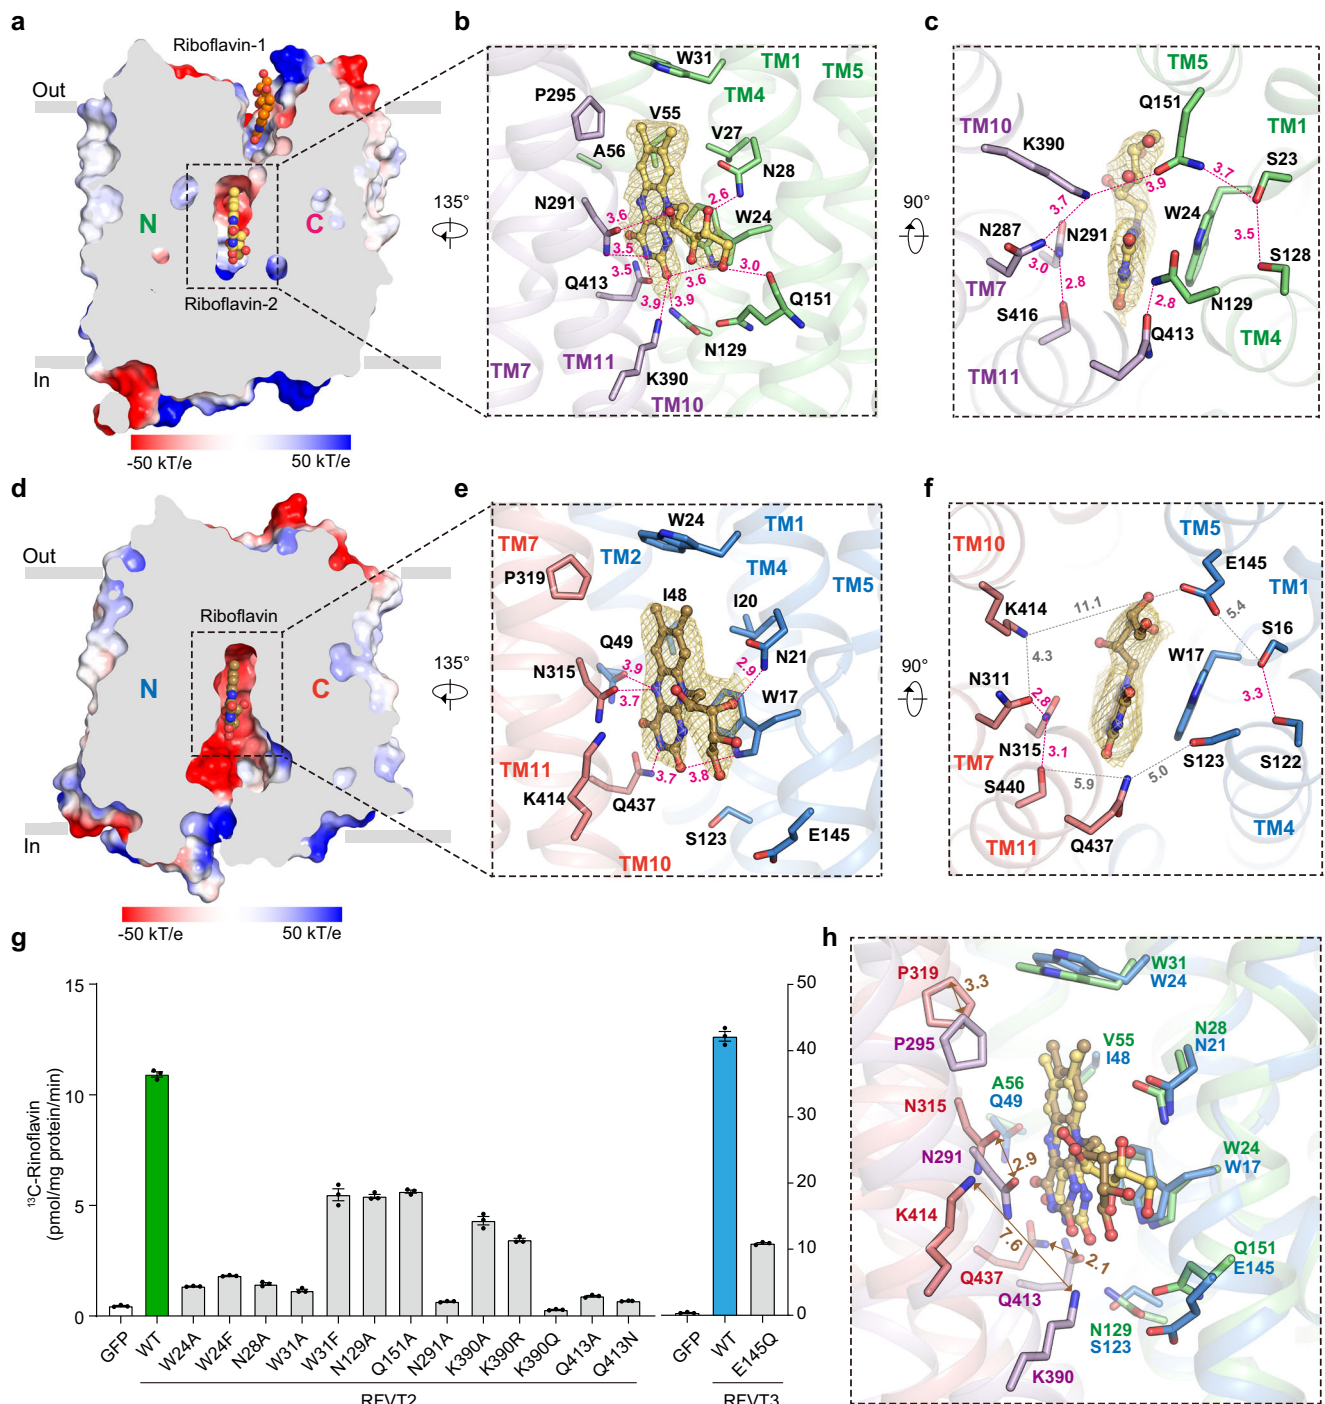 a
Riboflavin-1
Out
N
C
Riboflavin-2
In
-50 kT/e
50 kT/e
135°
b
W31
TM1
TM5
P295
TM4
V55
V27
A56
N28
2.6
N291
3.6
W24
3.5
3.5
3.0
3.6
Q413
3.9
3.9
Q151
N129
TM11
TM7
K390
TM10
90°
c
TM5
Q151
TM10
TM1
K390
3.7
S23
3.9
3.7
W24
N287
N291
3.5
3.0
S128
TM7
2.8
2.8
N129
S416
Q413
TM4
TM11
d
Out
Riboflavin
N
C
In
-50 kT/e
50 kT/e
135°
e
W24
TM1
TM7
TM2
TM4
P319
TM5
I48
I20
Q49
N21
N315
3.9
2.9
3.7
W17
TM11
3.7
3.8
K414
Q437
S123
E145
TM10
90°
f
TM5
TM10
E145
TM1
K414
11.1
5.4
S16
4.3
W17
N311
2.8
3.3
N315
3.1
TM7
S123
S122
S440
5.0
5.9
TM4
Q437
TM11
g
15
10
5
0
13C-Rinoflavin
(pmol/mg protein/min)
50
40
30
20
10
0
GFP
WT
W24A
W24F
N28A
W31A
W31F
N129A
Q151A
N291A
K390A
K390R
K390Q
Q413A
Q413N
GFP
WT
E145Q
RFVT2
RFVT3
h
P319
3.3
W31
W24
P295
N28
N21
V55
I48
A56
Q49
N315
N291
2.9
W24
W17
K414
7.6
2.1
Q151
E145
Q437
Q413
N129
S123
K390